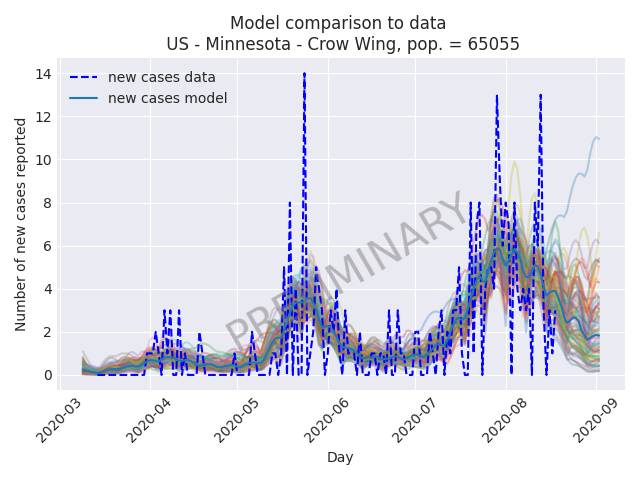 Model comparison to data
US - Minnesota - Crow Wing, pop. = 65055
new cases data
new cases model
PRELIMINARY
Number of new cases reported
14
12
10
8
6
4
2
0
2020-03
2020-04
2020-05
2020-06
2020-07
2020-08
2020-09
Day